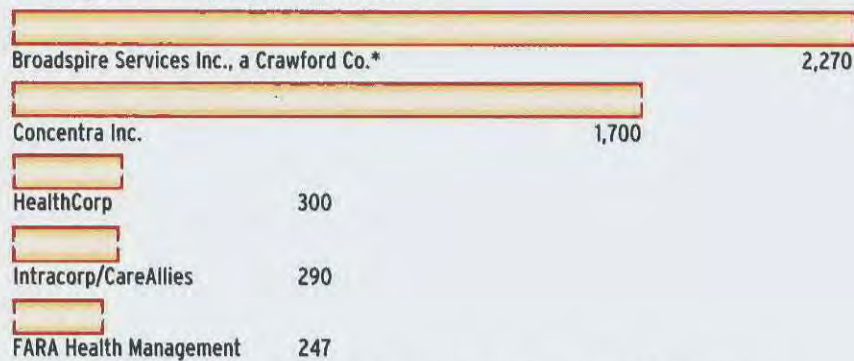 Broadspire Services Inc., a Crawford Co.* 2,270
Concentra Inc. 1,700
HealthCorp 300
Intracorp/CareAllies 290
FARA Health Management 247